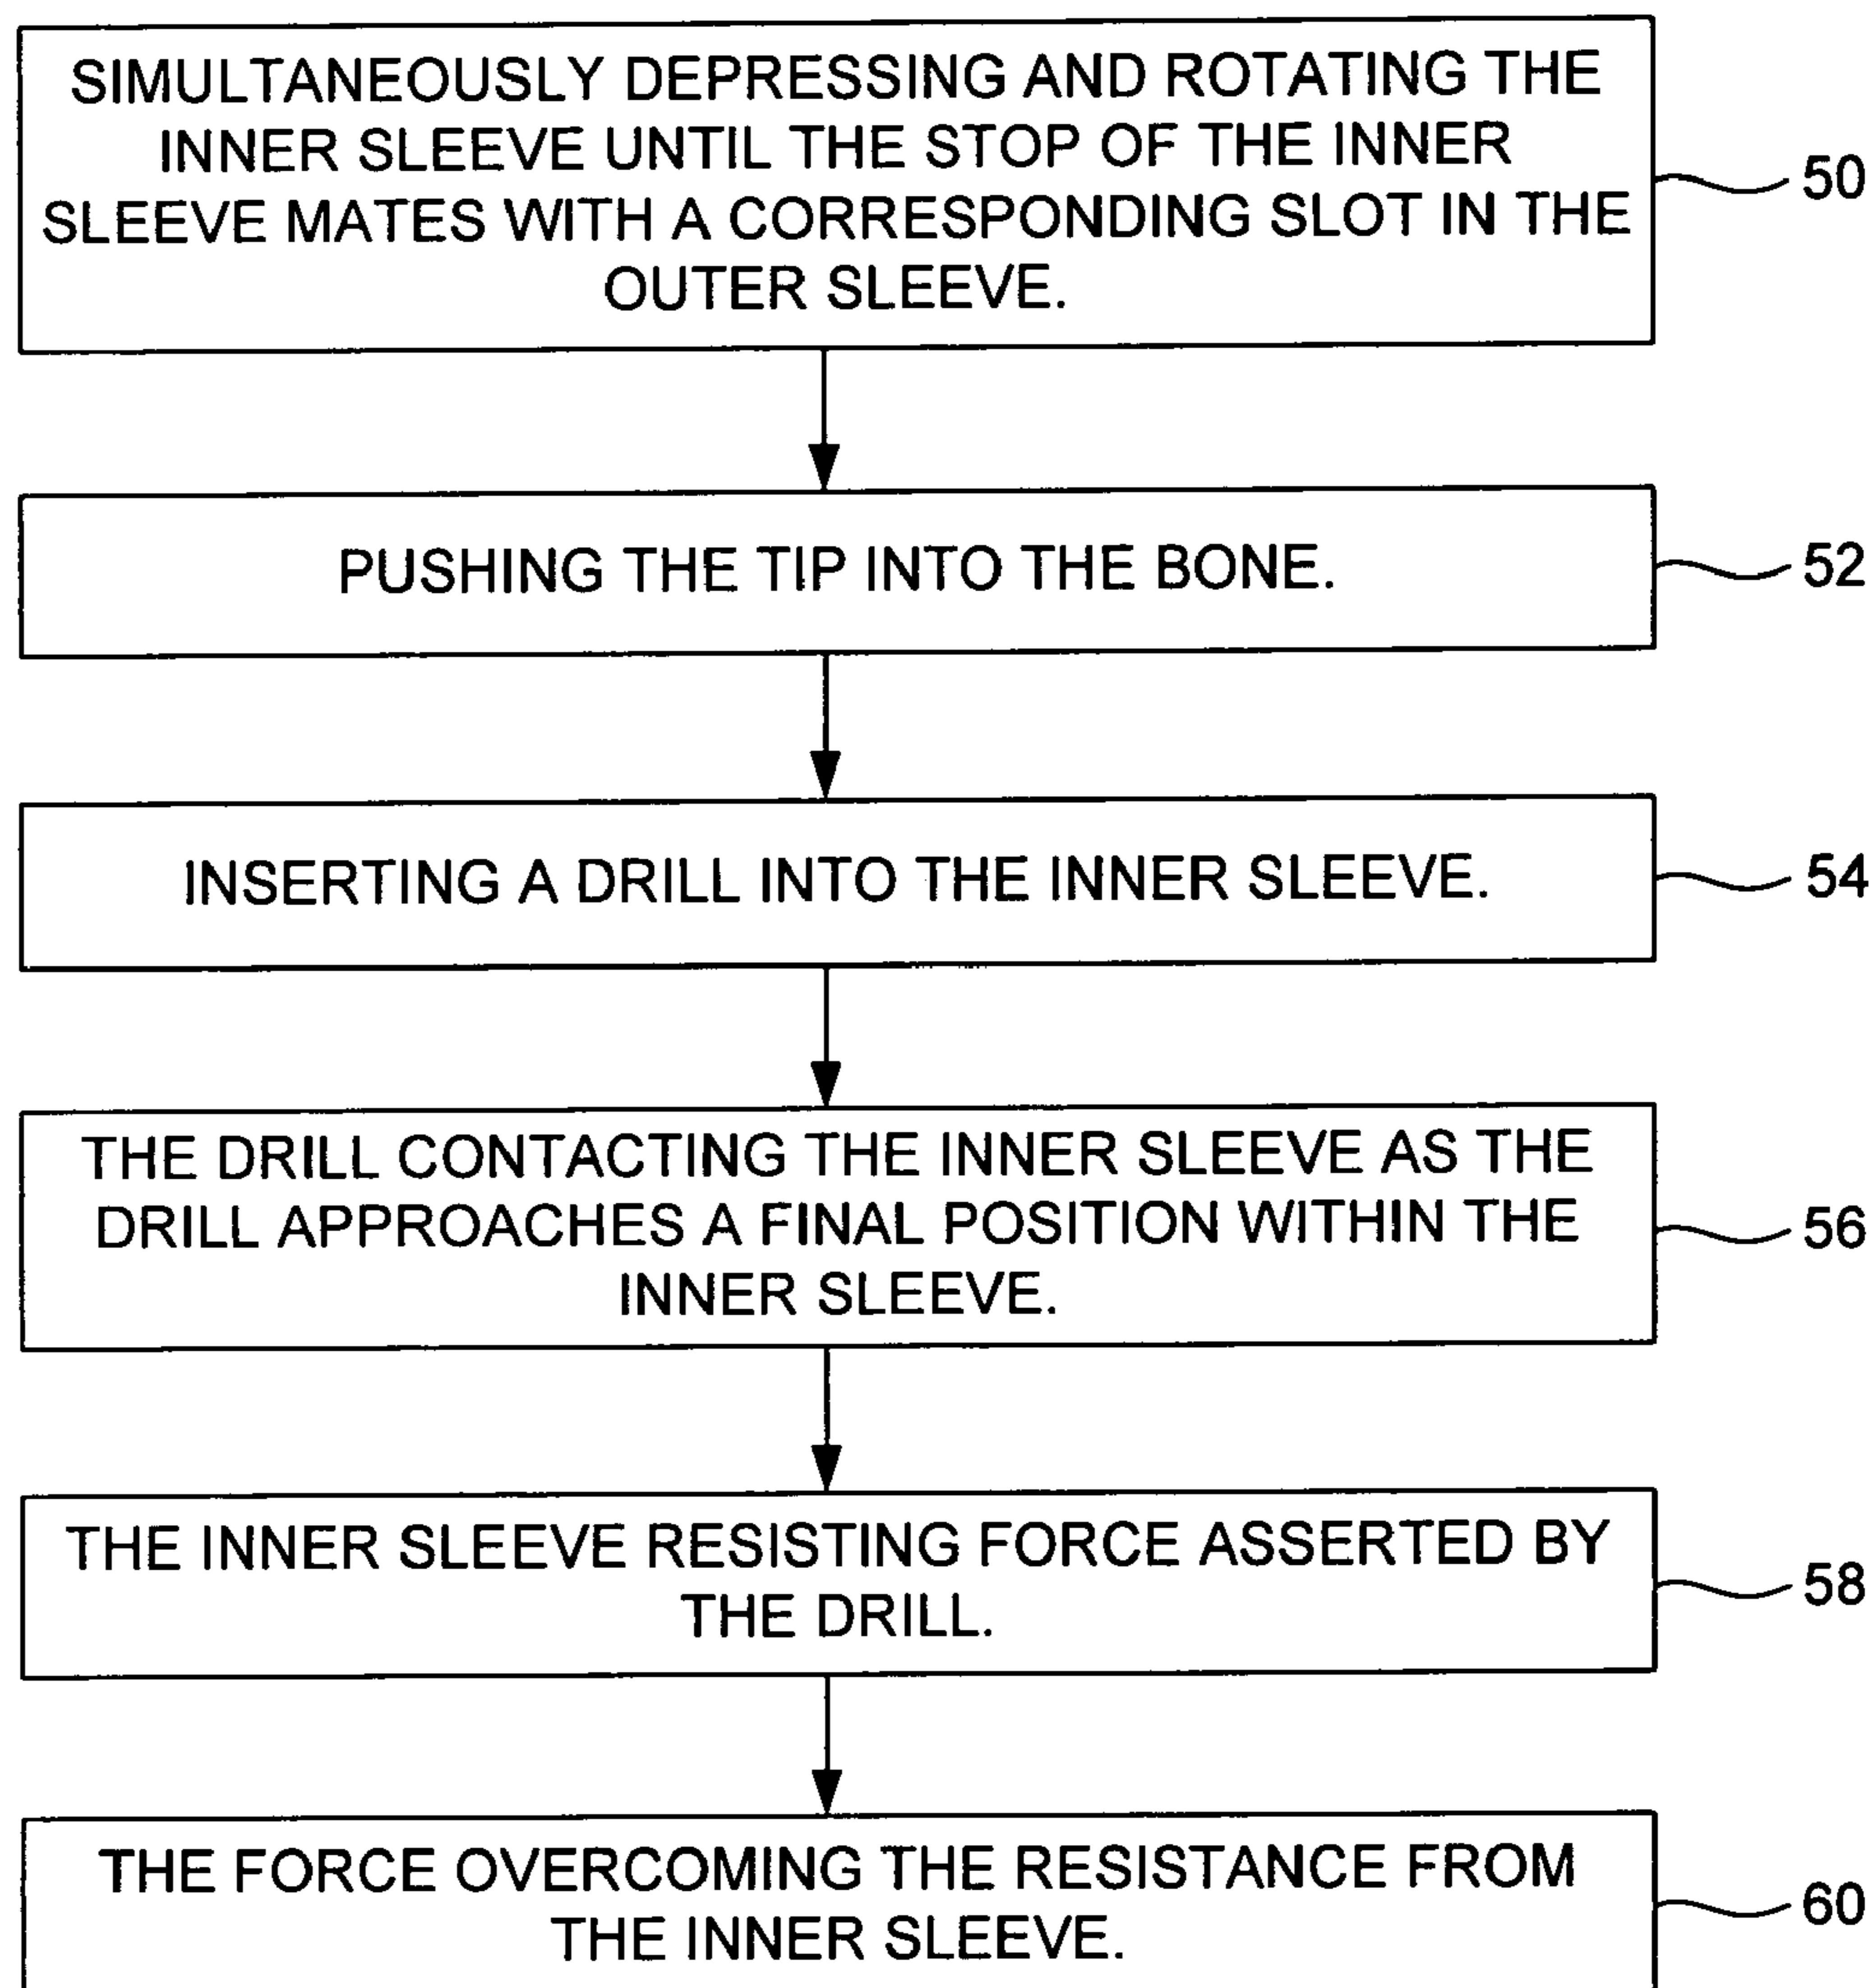 SIMULTANEOUSLY DEPRESSING AND ROTATING THE
INNER SLEEVE UNTIL THE STOP OF THE INNER
SLEEVE MATES WITH A CORRESPONDING SLOT IN THE
OUTER SLEEVE.
50
PUSHING THE TIP INTO THE BONE.
52
INSERTING A DRILL INTO THE INNER SLEEVE.
54
THE DRILL CONTACTING THE INNER SLEEVE AS THE
DRILL APPROACHES A FINAL POSITION WITHIN THE
INNER SLEEVE.
56
THE INNER SLEEVE RESISTING FORCE ASSERTED BY
THE DRILL.
58
THE FORCE OVERCOMING THE RESISTANCE FROM
THE INNER SLEEVE.
60